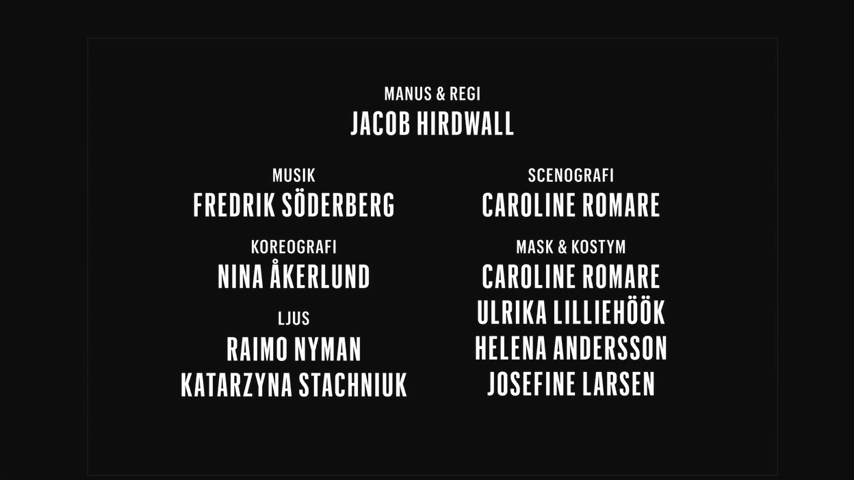 MANUS & REGI
JACOB HIRDWALL
MUSIK
FREDRIK SÖDERBERG
KOREOGRAFI
NINA ÅKERLUND
LJUS
RAIMO NYMAN
KATARZYNA STACHNIUK
SCENOGRAFI
CAROLINE ROMARE
MASK & KOSTYM
CAROLINE ROMARE
ULRIKA LILLIEHÖÖK
HELENA ANDERSSON
JOSEFINE LARSEN